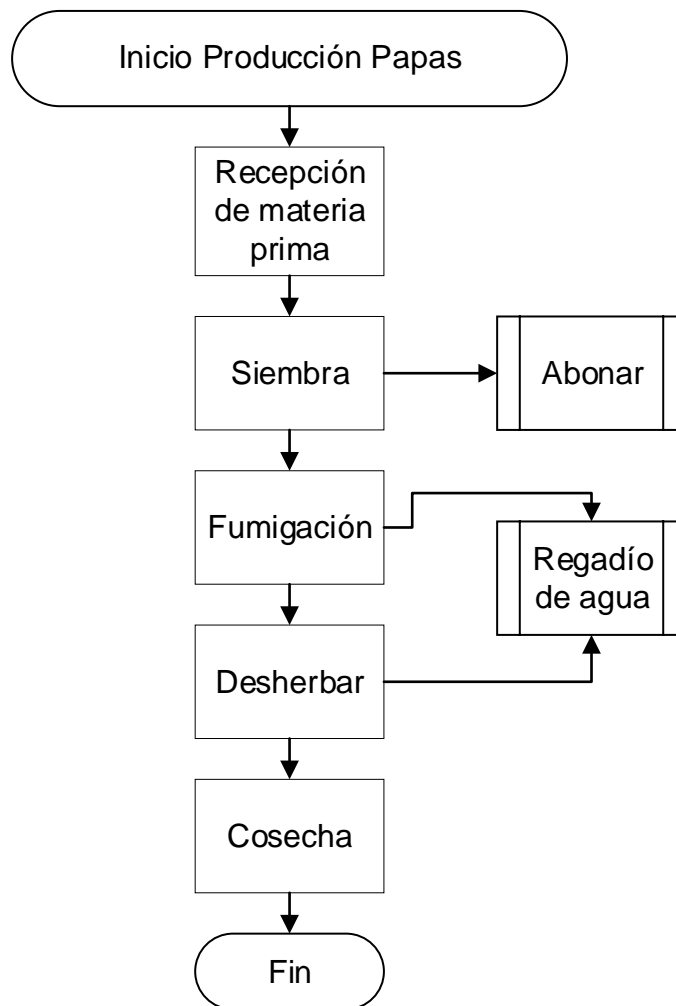 Inicio Producción Papas
Recepción
de materia
prima
Siembra
Abonar
Fumigación
Regadío
de agua
Desherbar
Cosecha
Fin